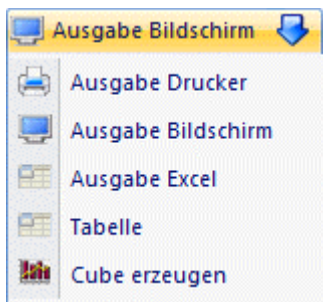 Ausgabe Bildschirm
Ausgabe Drucker
Ausgabe Bildschirm
Ausgabe Excel
Tabelle
Cube erzeugen